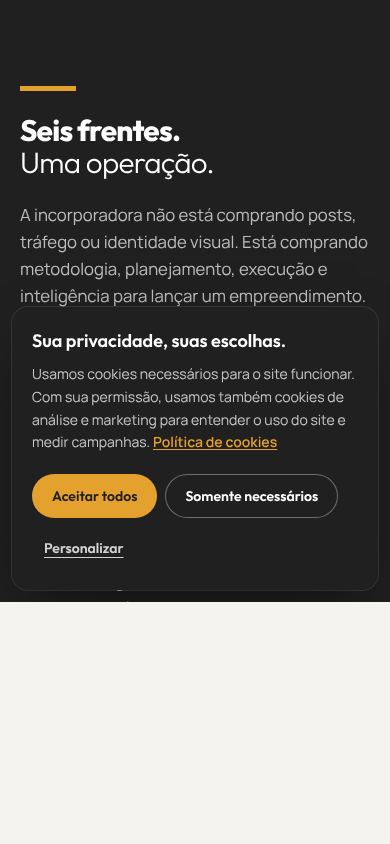 Seis frentes.
Uma operação.
A incorporadora não está comprando posts,
tráfego ou identidade visual. Está comprando
metodologia, planejamento, execução e
inteligência para lançar um empreendimento.
Sua privacidade, suas escolhas.
Usamos cookies necessários para o site funcionar.
Com sua permissão, usamos também cookies de
análise e marketing para entender o uso do site e
medir campanhas. Política de cookies
Aceitar todos
Somente necessários
Personalizar